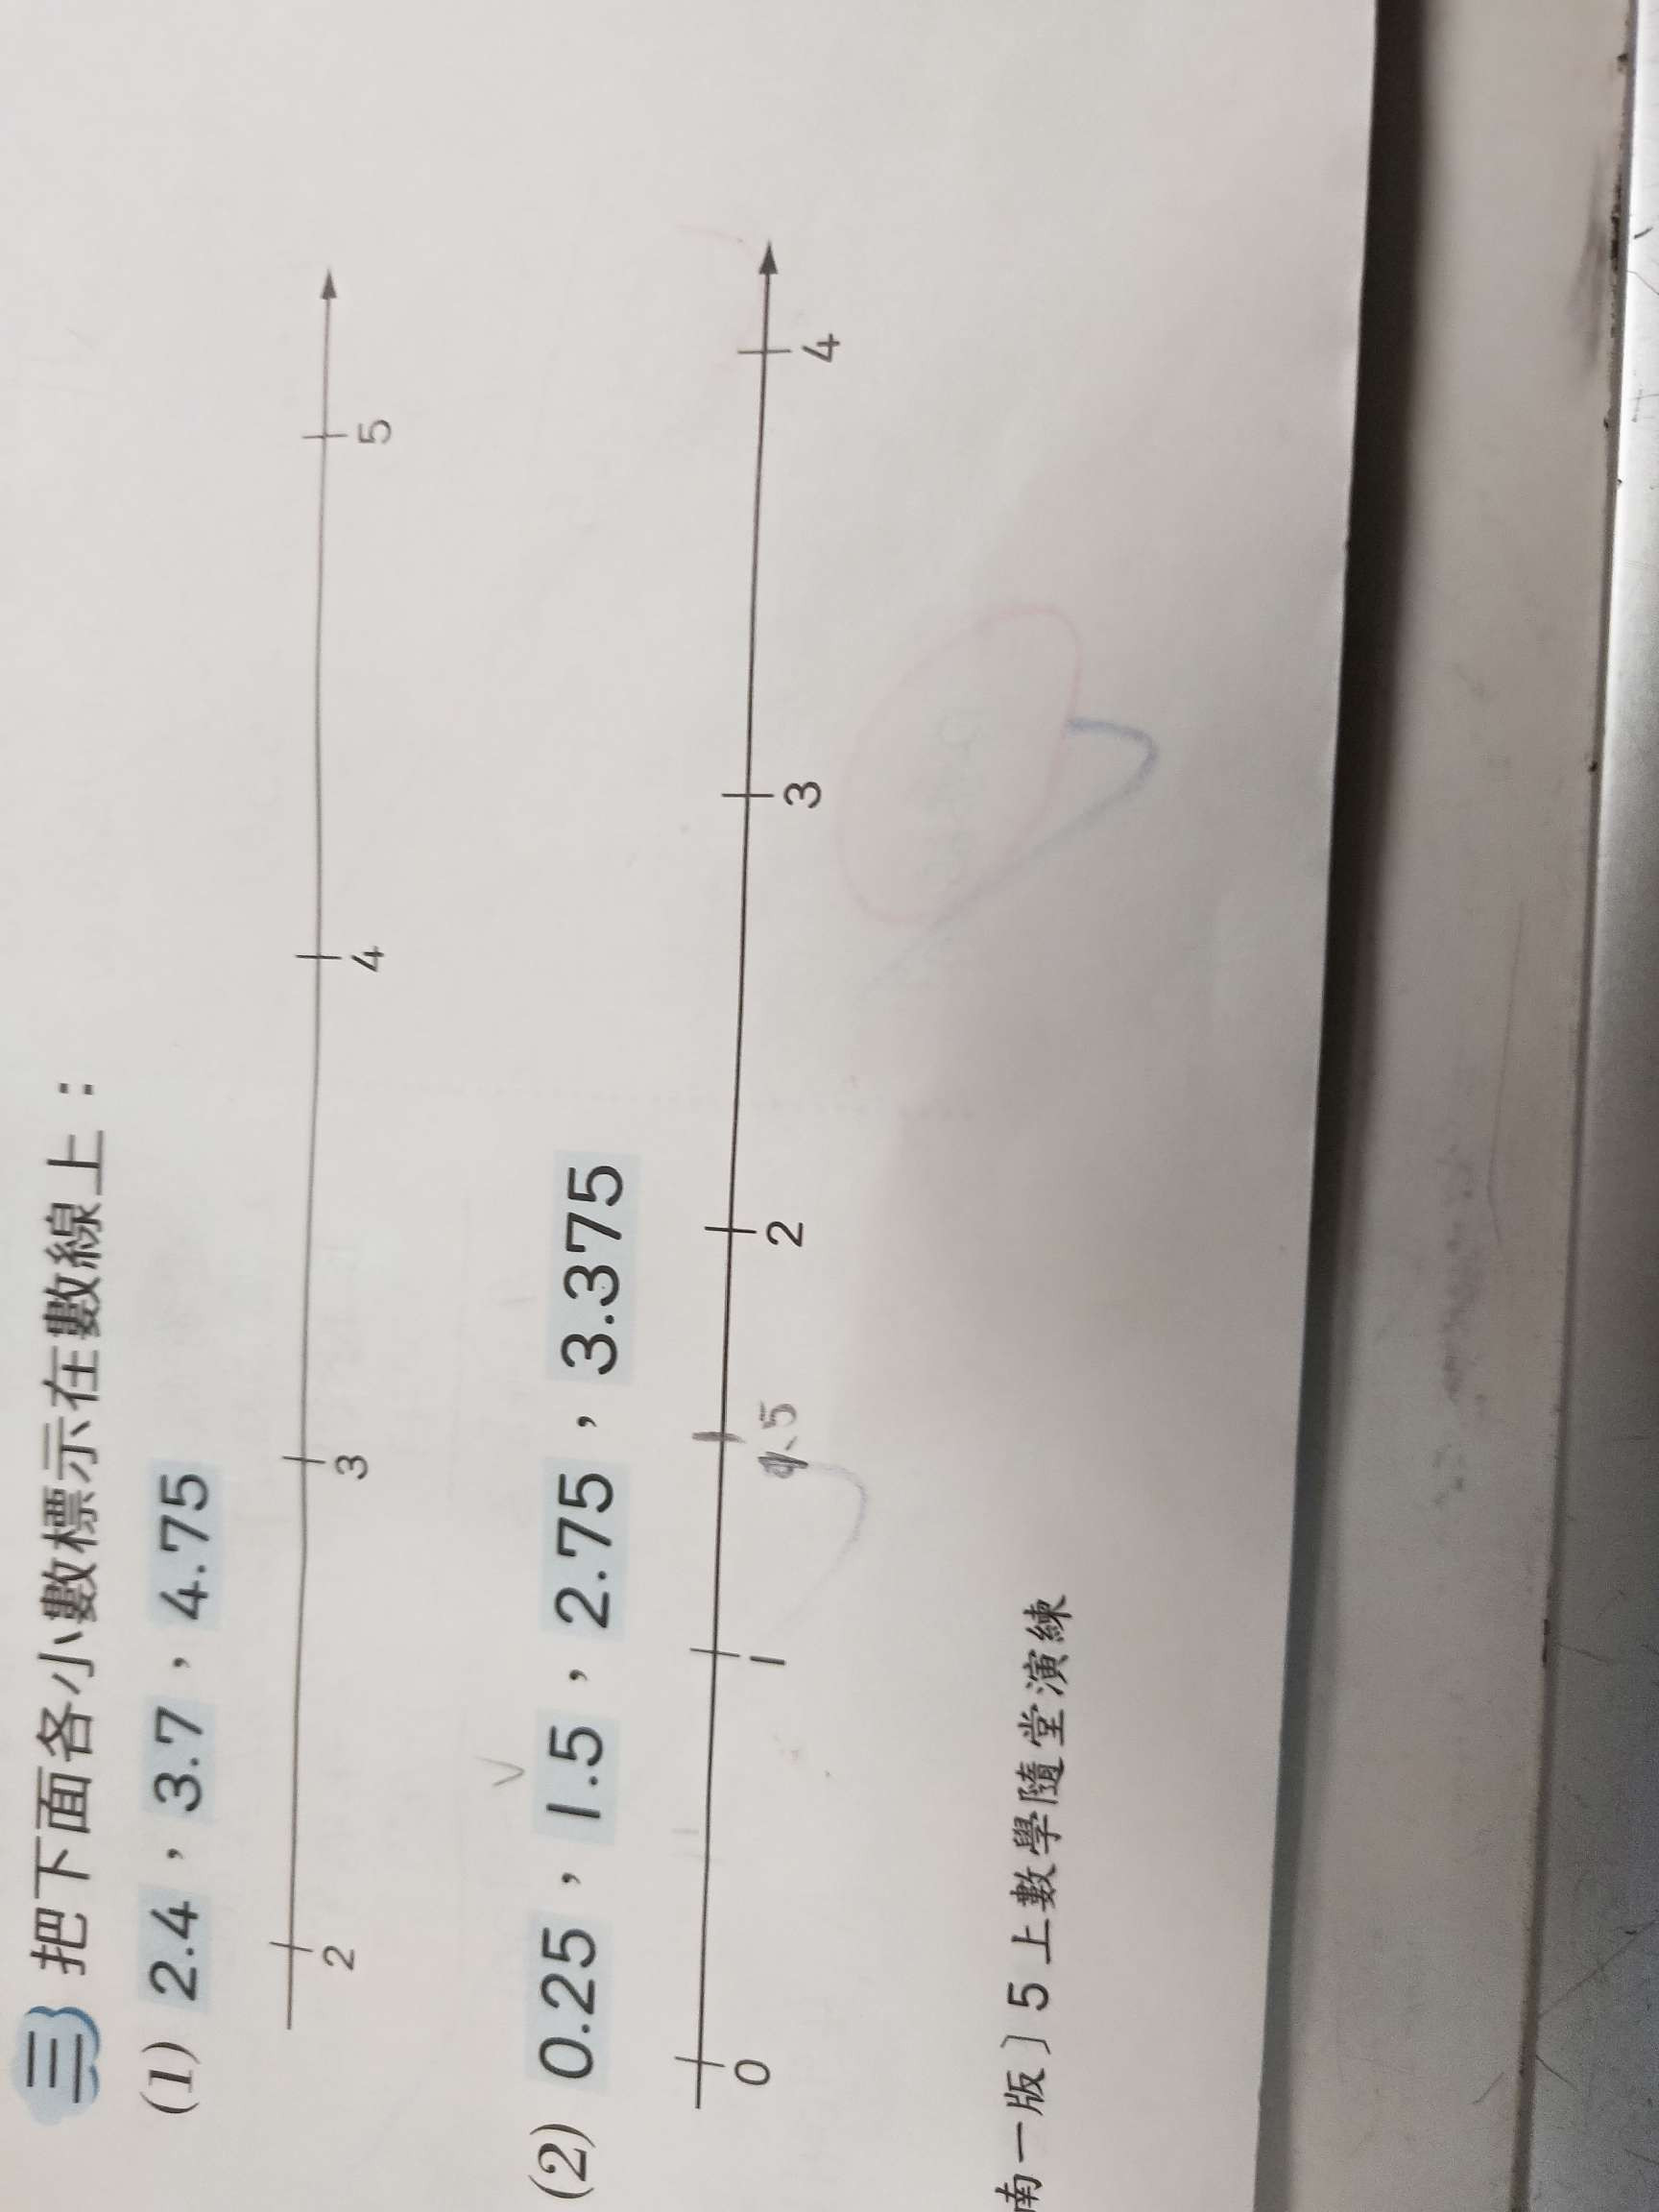 三 把下面各小數標示在數線上：
(1) 2.4，3.7，4.75
2 3 4 5
(2) 0.25，1.5，2.75，3.375
0 1 1.5 2 3 4
南一版〕5上數學隨堂演練